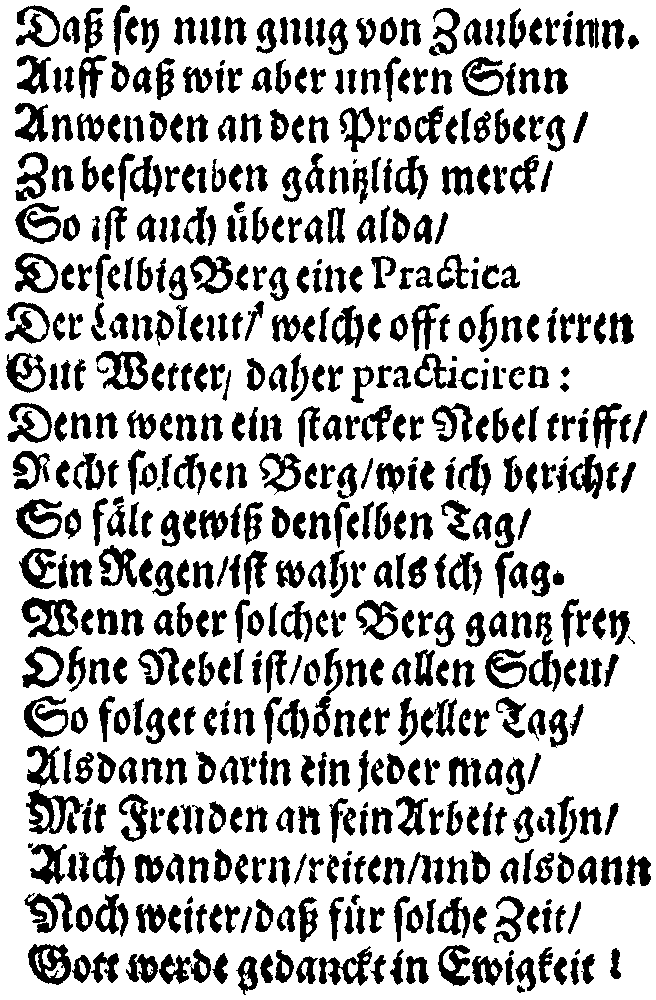 Daß sey nun gnug von Zauberinn.
Auff daß wir aber unsern Sinn
Anwenden an den Prockelsberg/
Zu beschreiben gäntzlich merck/
So ist auch überall alda/
Derselbig Berg eine Practica
Der Landleut/ welche offt ohne irren
Gut Wetter/ daher practiciren:
Denn wenn ein starcker Nebel trifft/
Recht solchen Berg/wie ich bericht/
So fält gewiß denselben Tag/
Ein Regen/ist wahr als ich sag.
Wenn aber solcher Berg gantz frey
Ohne Nebel ist/ohne allen Scheu/
So folget ein schöner heller Tag/
Alsdann darin ein jeder mag/
Mit Freuden an sein Arbeit gahn/
Auch wandern/reiten/und alsdann
Noch weiter/daß für solche Zeit/
Gott werde gedanckt in Ewigkeit!